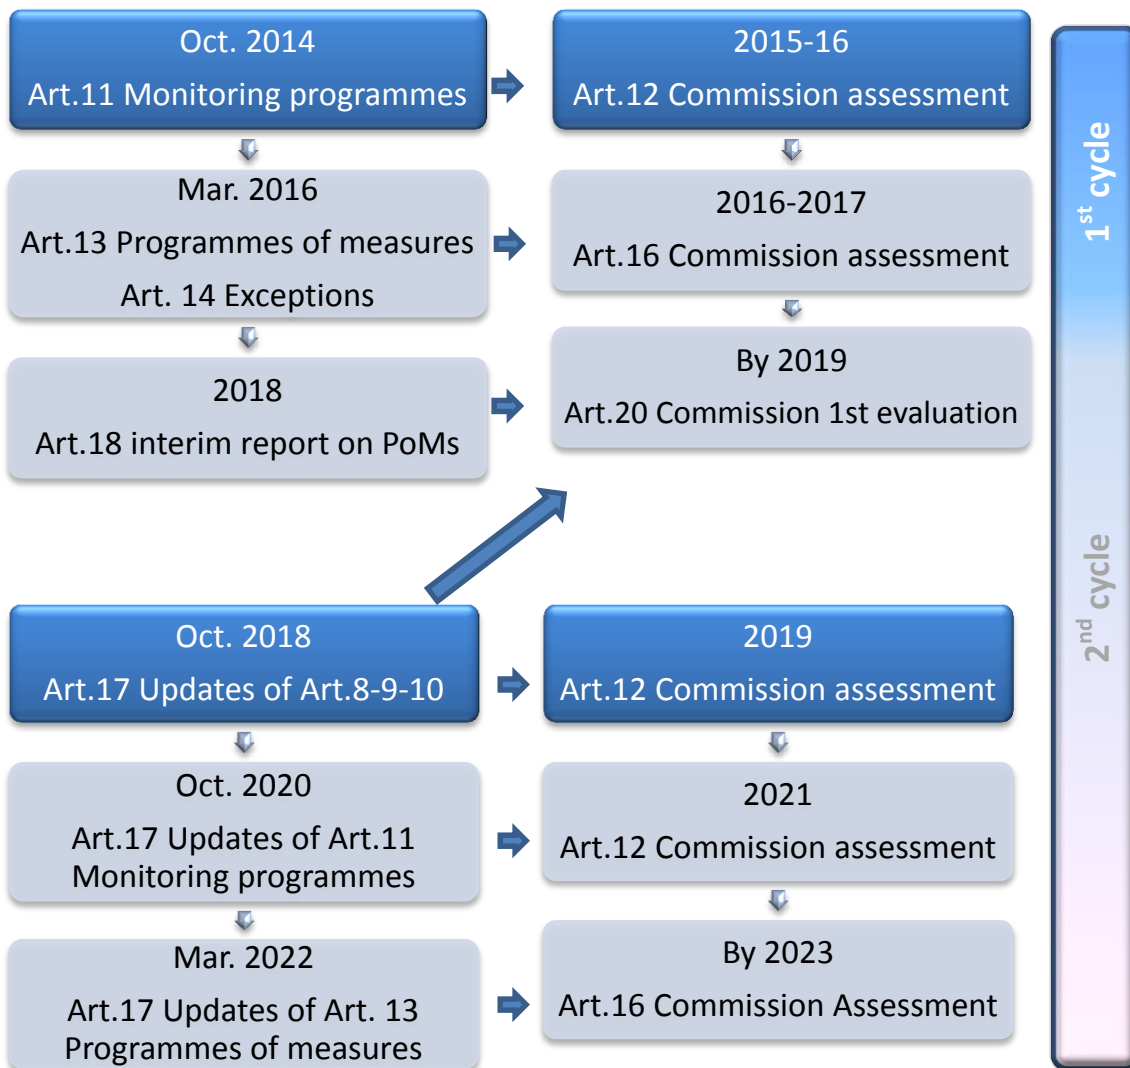 Oct. 2014
Art.11 Monitoring programmes
2015-16
Art.12 Commission assessment
Mar. 2016
Art.13 Programmes of measures
Art. 14 Exceptions
2016-2017
Art.16 Commission assessment
2018
Art.18 interim report on PoMs
By 2019
Art.20 Commission 1st evaluation
Oct. 2018
Art.17 Updates of Art.8-9-10
2019
Art.12 Commission assessment
Oct. 2020
Art.17 Updates of Art.11
Monitoring programmes
2021
Art.12 Commission assessment
Mar. 2022
Art.17 Updates of Art. 13
Programmes of measures
By 2023
Art.16 Commission Assessment
1st cycle
2nd cycle